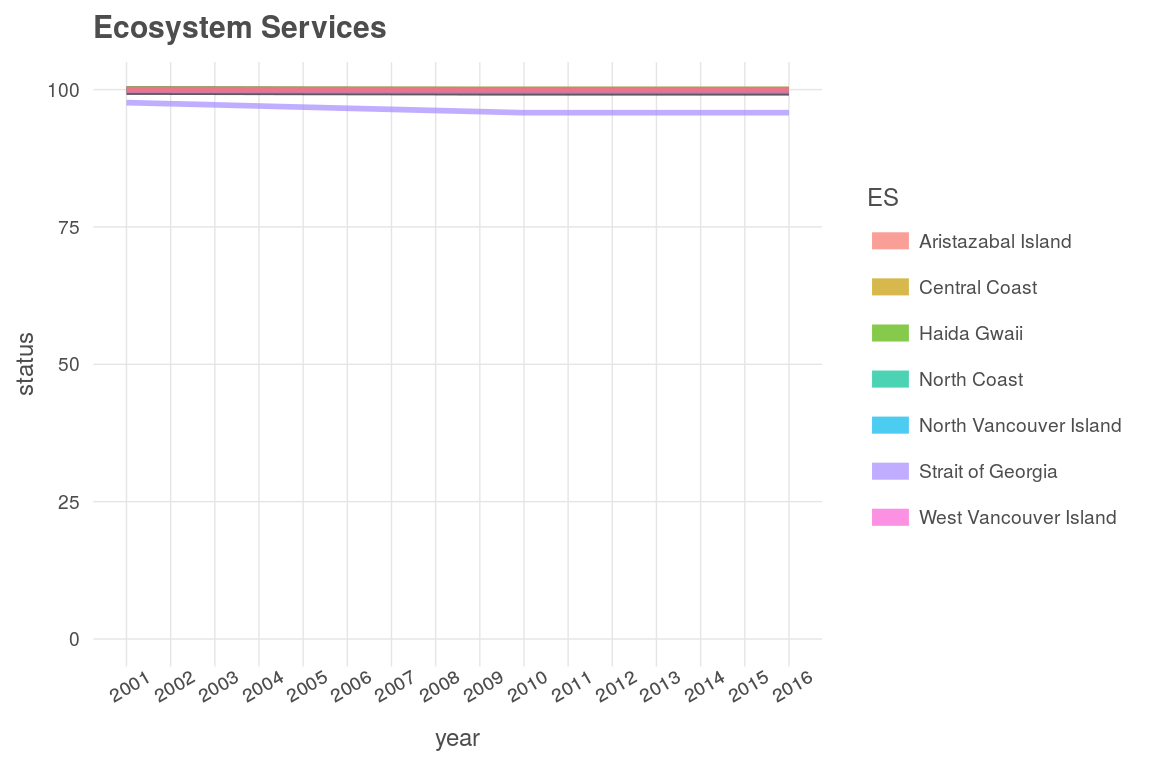 Ecosystem Services
100
75
50
25
0
status
2001 2002 2003 2004 2005 2006 2007 2008 2009 2010 2011 2012 2013 2014 2015 2016
year
ES
Aristazabal Island
Central Coast
Haida Gwaii
North Coast
North Vancouver Island
Strait of Georgia
West Vancouver Island